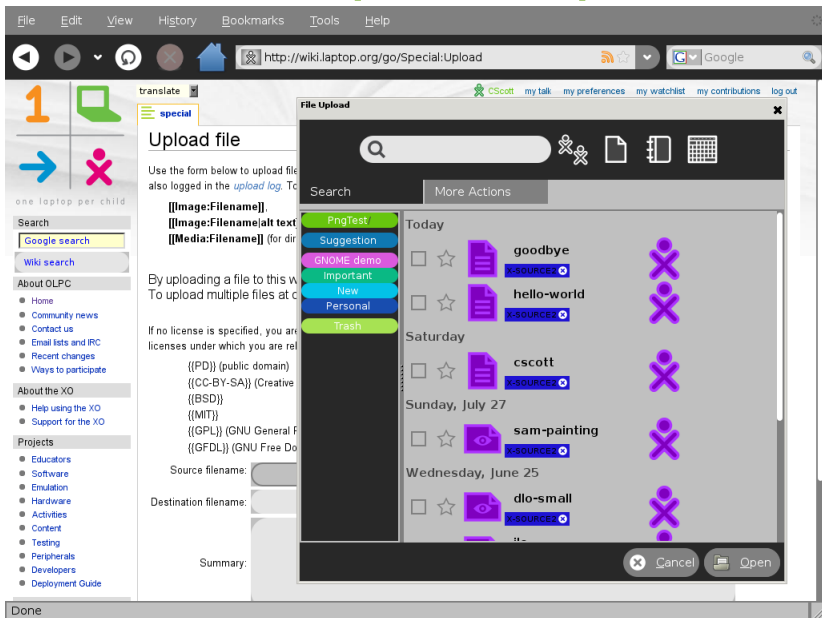 File Edit View History Bookmarks Tools Help
http://wiki.laptop.org/go/Special:Upload
G Google
one laptop per child
Search
Google search
Wiki search
About OLPC
Home
Community news
Contact us
Email lists and IRC
Recent changes
Ways to participate
About the XO
Help using the XO
Support for the XO
Projects
Educators
Software
Emulation
Hardware
Activities
Content
Testing
Peripherals
Developers
Deployment Guide
translate
CScott my talk my preferences my watchlist my contributions log out
special
Upload file
Use the form below to upload file
also logged in the upload log. To
[[Image:Filename]],
[[Image:Filename|alt text
[[Media:Filename]] (for dir
By uploading a file to this w
To upload multiple files at
If no license is specified, you are
licenses under which you are rel
{{PD}} (public domain)
{{CC-BY-SA}} (Creative
{{BSD}}
{{MIT}}
{{GPL}} (GNU General
{{GFDL}} (GNU Free Do
Source filename:
Destination filename:
Summary:
File Upload
Search More Actions
PngTest/
Suggestion
GNOME demo
Important
New
Personal
Trash
Today
goodbye
X-SOURCE2
hello-world
X-SOURCE2
Saturday
cscott
X-SOURCE2
Sunday, July 27
sam-painting
X-SOURCE2
Wednesday, June 25
dlo-small
X-SOURCE2
Cancel Open
Done